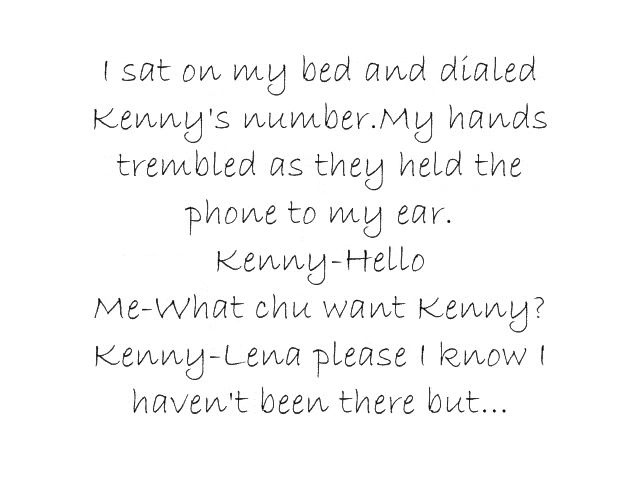 I sat on my bed and dialed
Kenny's number.My hands
trembled as they held the
phone to my ear.
Kenny-Hello
Me-What chu want Kenny?
Kenny-Lena please I know I
haven't been there but...